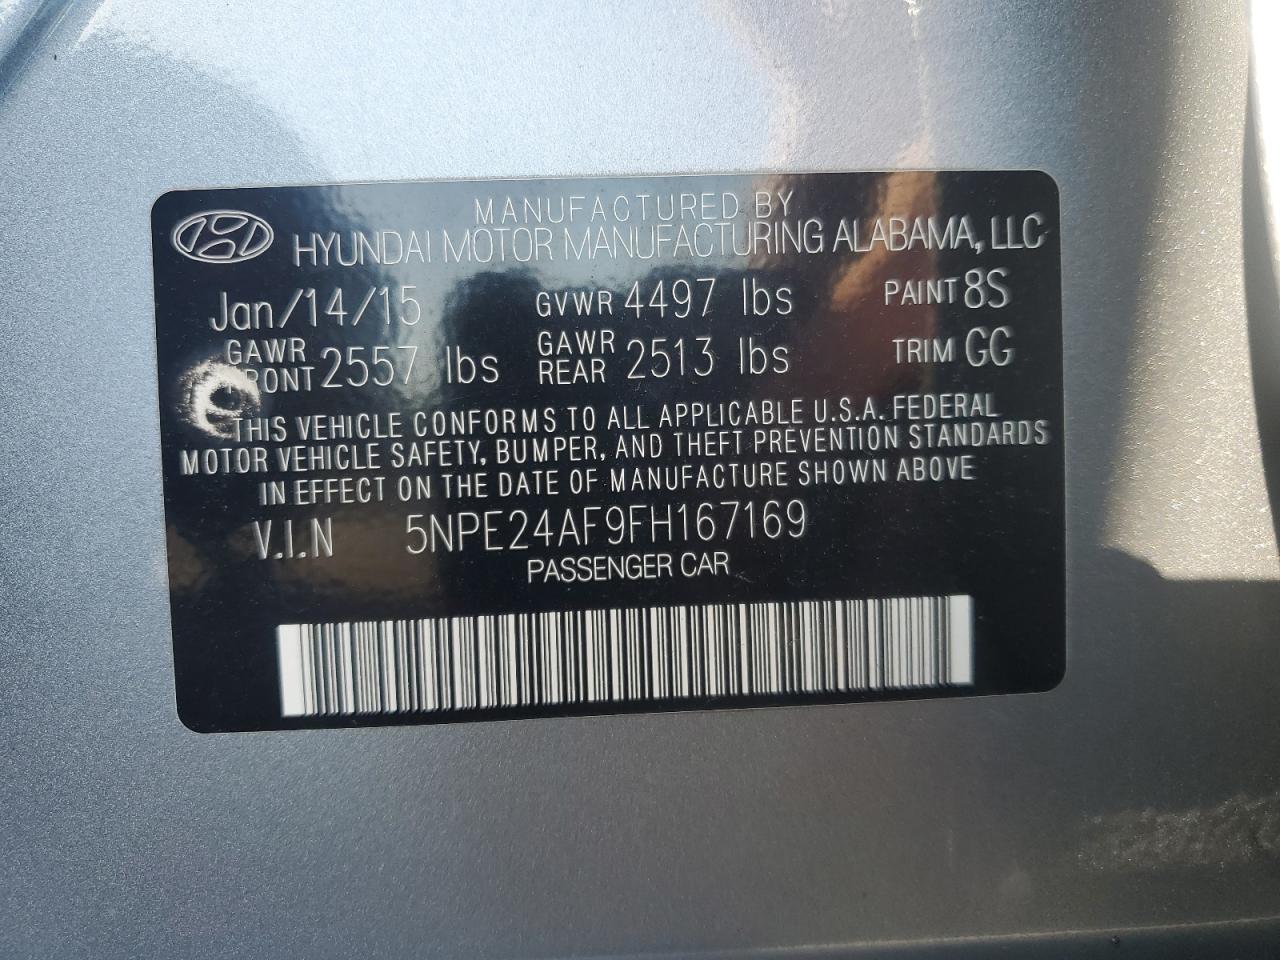 MANUFACTURED BY
HYUNDAI MOTOR MANUFACTURING ALABAMA, LLC
Jan/14/15 GVWR 4497 lbs PAINT 8S
GAWR FRONT 2557 lbs GAWR REAR 2513 lbs TRIM GG
THIS VEHICLE CONFORMS TO ALL APPLICABLE U.S.A. FEDERAL
MOTOR VEHICLE SAFETY, BUMPER, AND THEFT PREVENTION STANDARDS
IN EFFECT ON THE DATE OF MANUFACTURE SHOWN ABOVE
V.I.N 5NPE24AF9FH167169
PASSENGER CAR